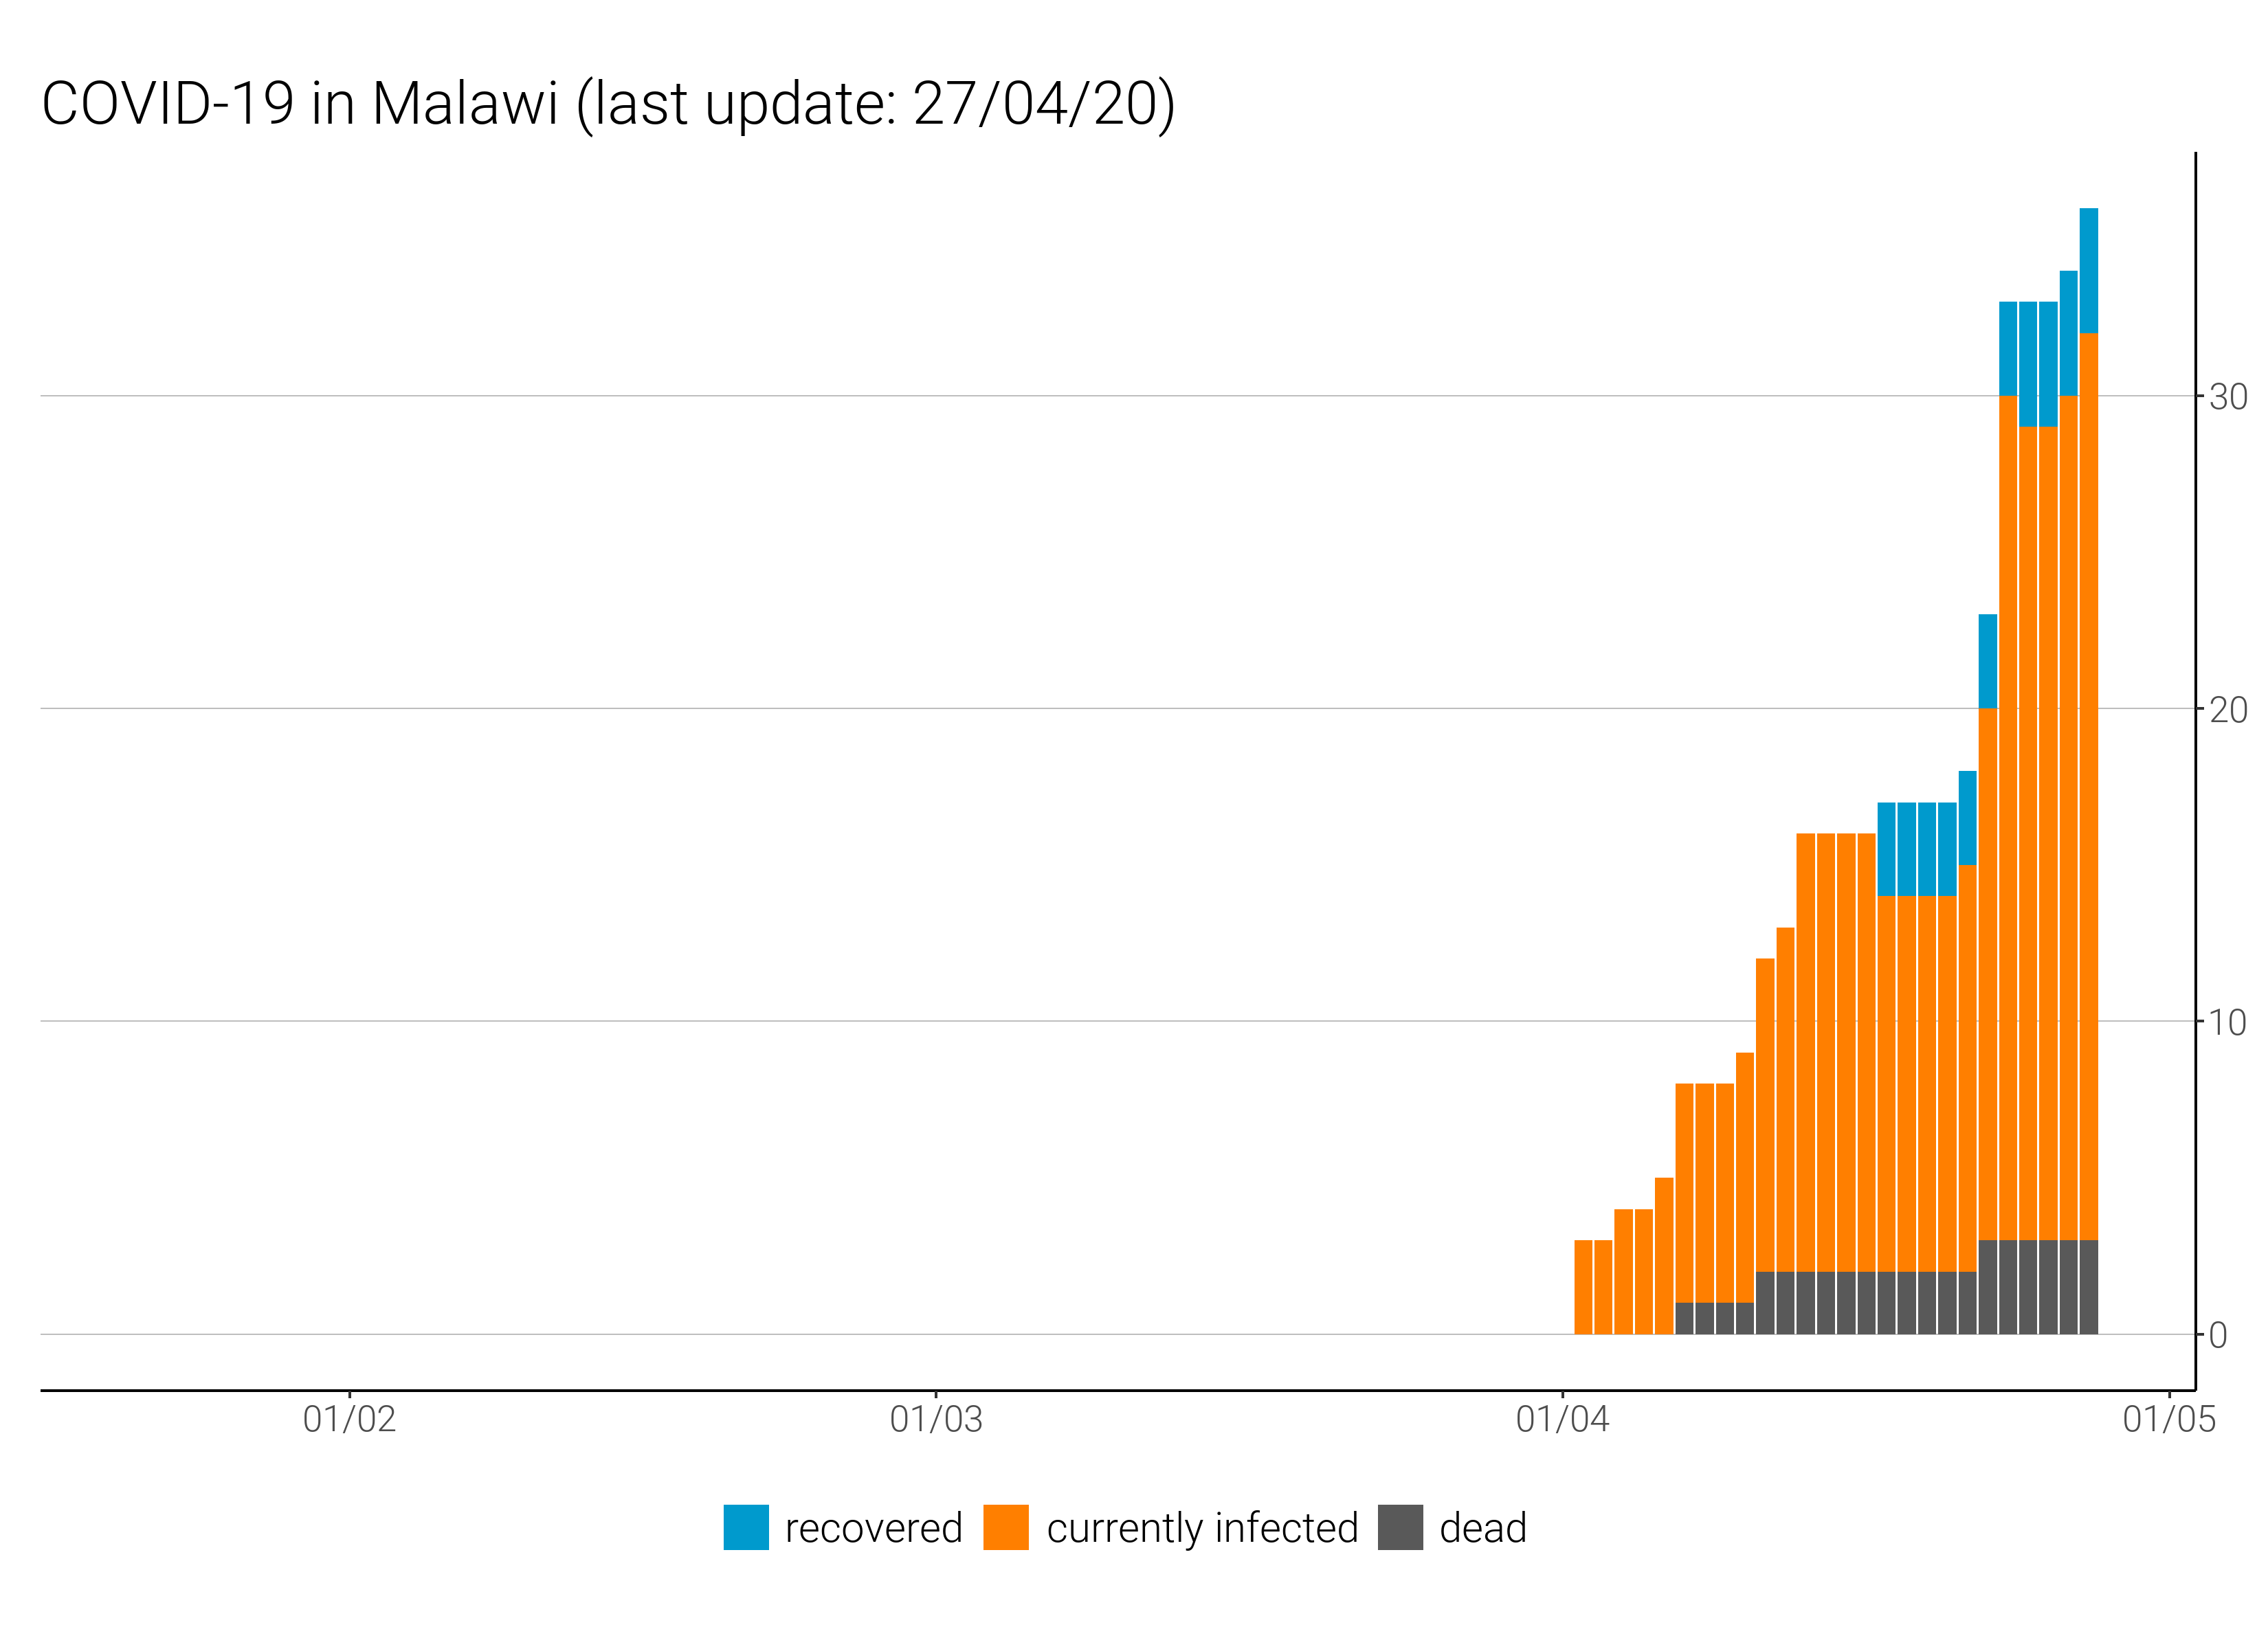 COVID-19 in Malawi (last update: 27/04/20)
30
20
10
0
01/02 01/03 01/04 01/05
recovered currently infected dead